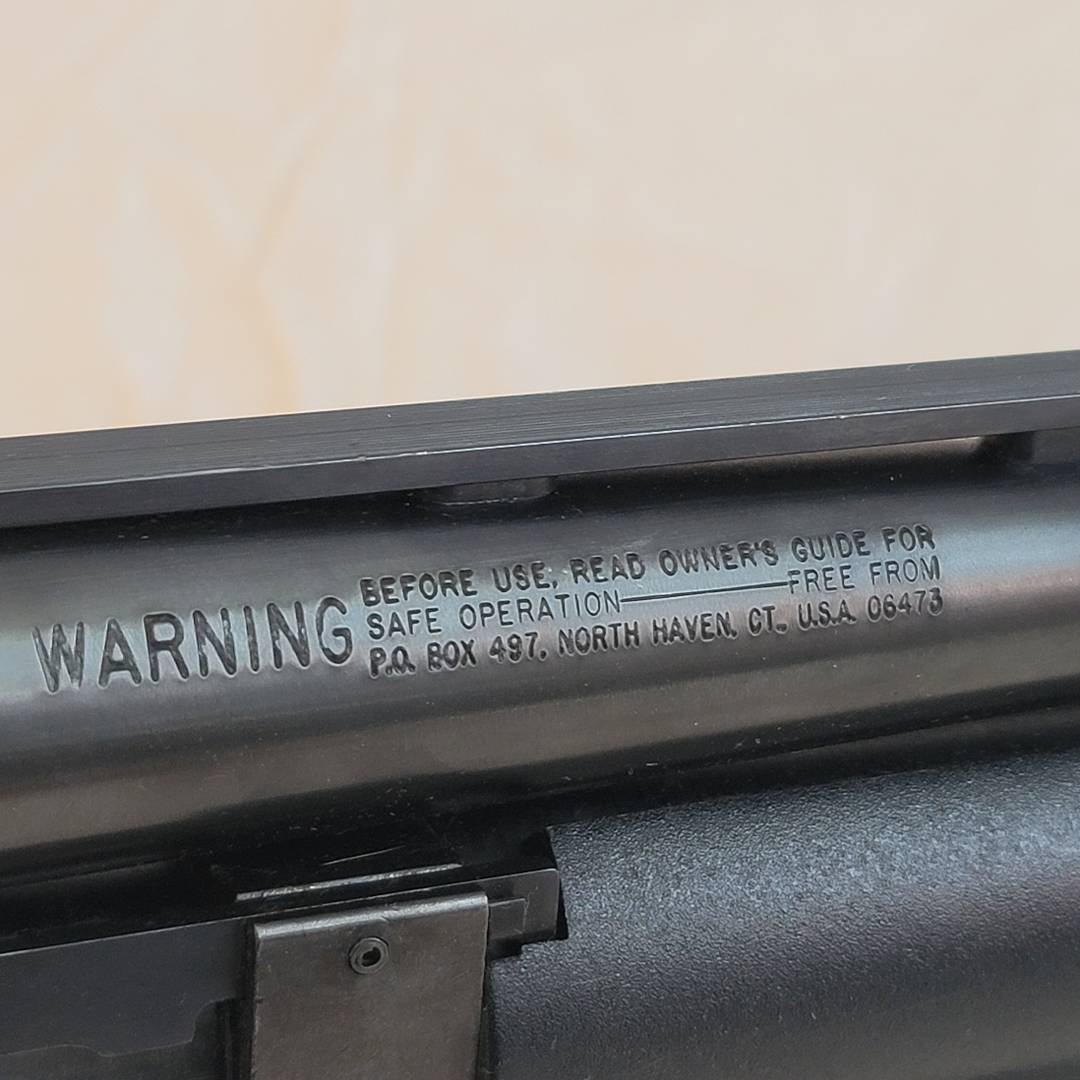 WARNING
BEFORE USE, READ OWNER'S GUIDE FOR
SAFE OPERATION———FREE FROM
P.O. BOX 497, NORTH HAVEN, CT., U.S.A. 06473